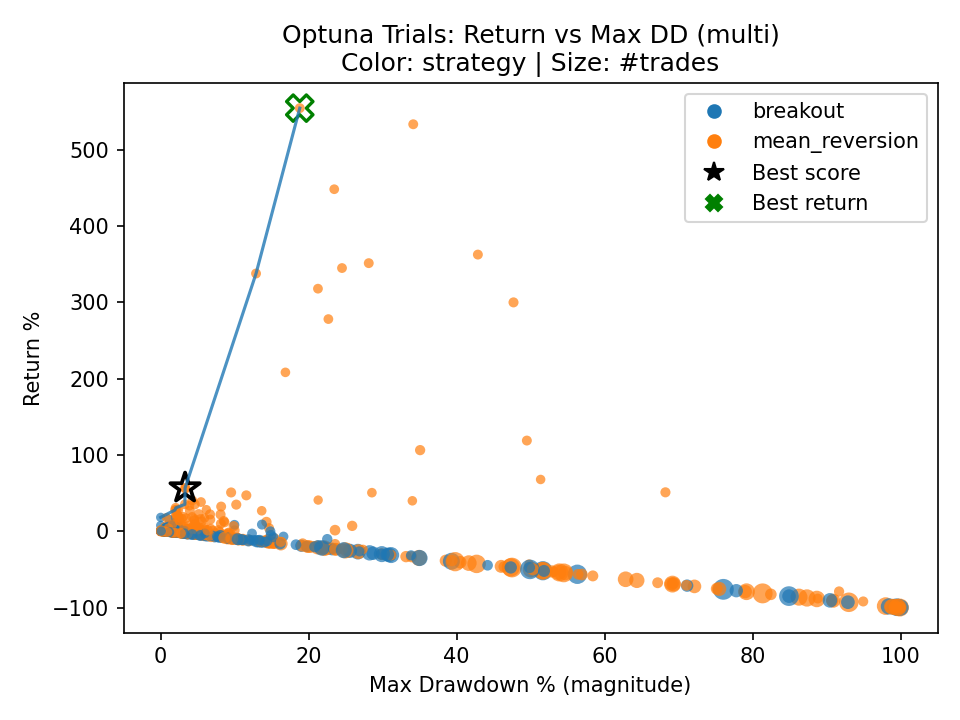 Optuna Trials: Return vs Max DD (multi)
Color: strategy | Size: #trades
breakout
mean_reversion
Best score
Best return
Return %
500
400
300
200
100
0
−100
0
20
40
60
80
100
Max Drawdown % (magnitude)